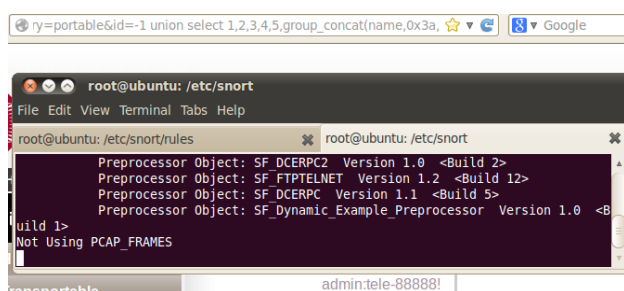 ry=portable&id=-1 union select 1,2,3,4,5,group_concat(name,0x3a,
Google
root@ubuntu: /etc/snort
File Edit View Terminal Tabs Help
root@ubuntu: /etc/snort/rules
root@ubuntu: /etc/snort
Preprocessor Object: SF_DCERPC2 Version 1.0 <Build 2>
Preprocessor Object: SF_FTPTELNET Version 1.2 <Build 12>
Preprocessor Object: SF_DCERPC Version 1.1 <Build 5>
Preprocessor Object: SF_Dynamic_Example_Preprocessor Version 1.0 <B
uild 1>
Not Using PCAP_FRAMES
admin:tele-88888!